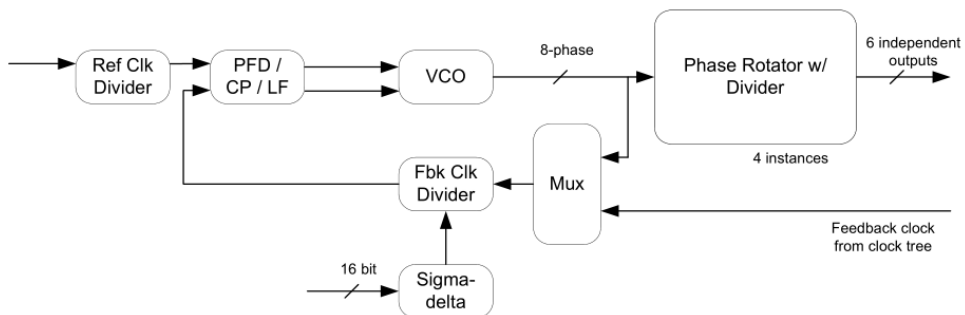 Ref Clk
Divider
PFD /
CP / LF
VCO
8-phase
Phase Rotator w/
Divider
6 independent
outputs
4 instances
Mux
Fbk Clk
Divider
Feedback clock
from clock tree
16 bit
Sigma-
delta